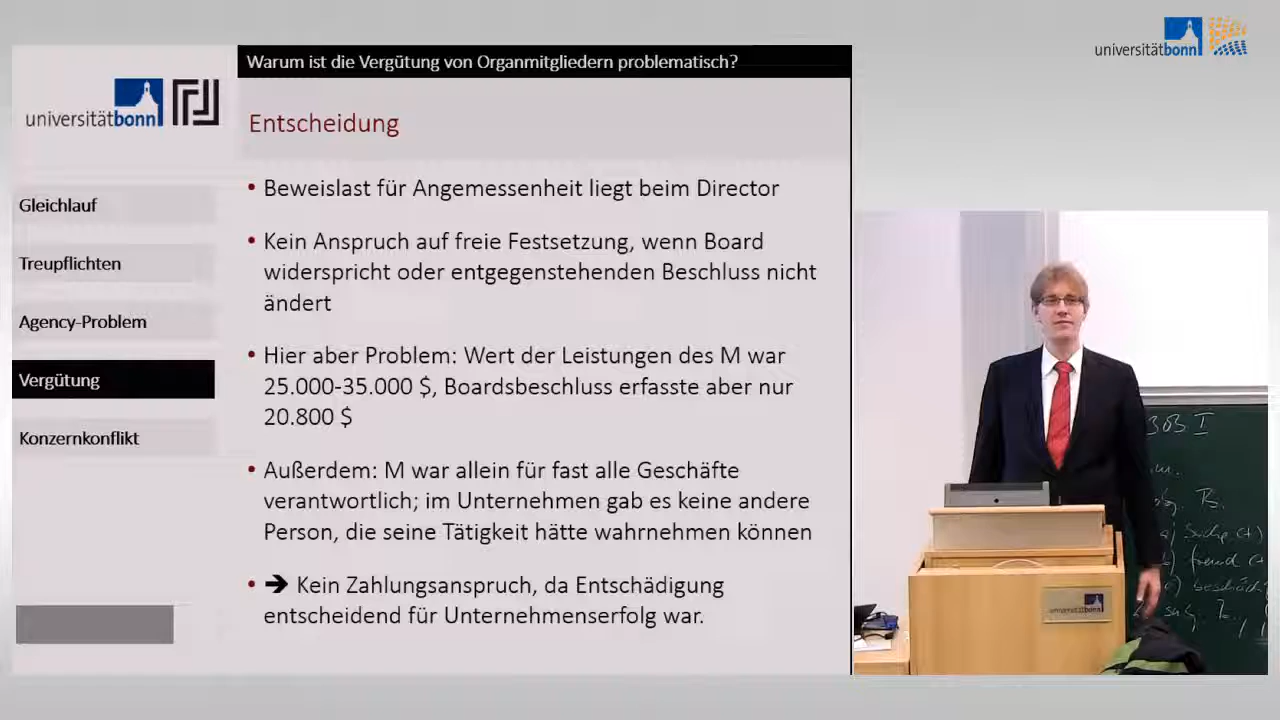 universitätbonn
Warum ist die Vergütung von Organmitgliedern problematisch?
universitätbonn
Entscheidung
Gleichlauf
Treupflichten
Agency-Problem
Vergütung
Konzernkonflikt
• Beweislast für Angemessenheit liegt beim Director
• Kein Anspruch auf freie Festsetzung, wenn Board
widerspricht oder entgegenstehenden Beschluss nicht
ändert
• Hier aber Problem: Wert der Leistungen des M war
25.000-35.000 $, Boardsbeschluss erfasste aber nur
20.800 $
• Außerdem: M war allein für fast alle Geschäfte
verantwortlich; im Unternehmen gab es keine andere
Person, die seine Tätigkeit hätte wahrnehmen können
• ➔ Kein Zahlungsanspruch, da Entschädigung
entscheidend für Unternehmenserfolg war.
universitätbonn